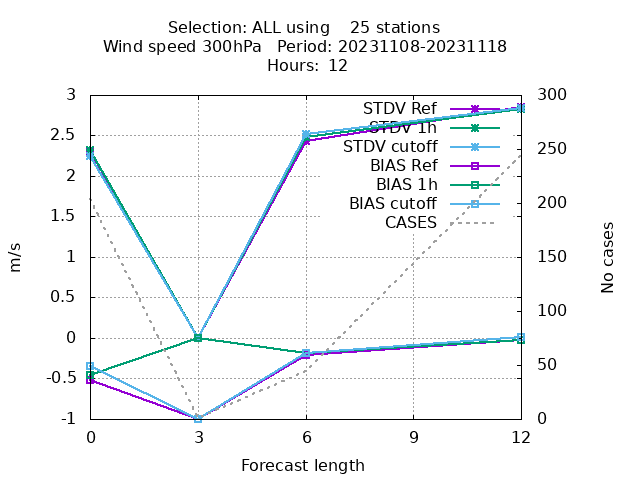 Selection: ALL using    25 stations
Wind speed 300hPa   Period: 20231108-20231118
Hours: 12
3
2.5
2
1.5
1
0.5
0
-0.5
-1
m/s
STDV Ref
STDV 1h
STDV cutoff
BIAS Ref
BIAS 1h
BIAS cutoff
CASES
300
250
200
150
100
50
0
No cases
0 3 6 9 12
Forecast length